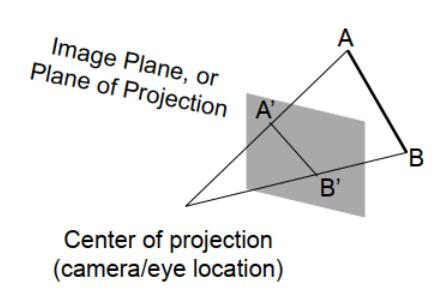 Image Plane, or
Plane of Projection
A
A'
B
B'
Center of projection
(camera/eye location)